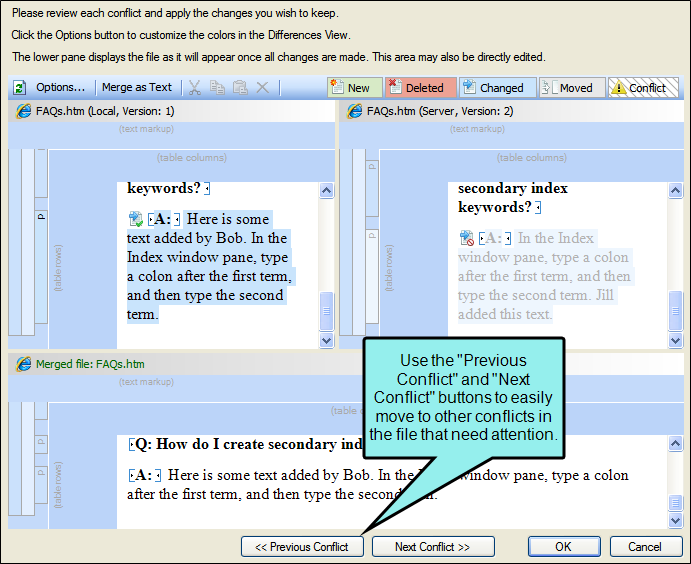 Please review each conflict and apply the changes you wish to keep.
Click the Options button to customize the colors in the Differences View.
The lower pane displays the file as it will appear once all changes are made. This area may also be directly edited.
Options... Merge as Text New Deleted Changed Moved Conflict
FAQs.htm (Local, Version: 1)
(text markup)
(table columns)
(table rows)
p
keywords?
A: Here is some
text added by Bob. In the
Index window pane, type
a colon after the first term,
and then type the second
term.
FAQs.htm (Server, Version: 2)
(text markup)
(table columns)
(table rows)
p
p
secondary index
keywords?
A: In the Index
window pane, type a colon
after the first term, and then
type the second term. Jill
added this text.
Merged file: FAQs.htm
(text markup)
(table columns)
(table rows)
p
p
Q: How do I create secondary
A: Here is some text added by Bob. In the window pane, type a colon
after the first term, and then type the
Use the "Previous
Conflict" and "Next
Conflict" buttons to easily
move to other conflicts in
the file that need attention.
<< Previous Conflict Next Conflict >> OK Cancel